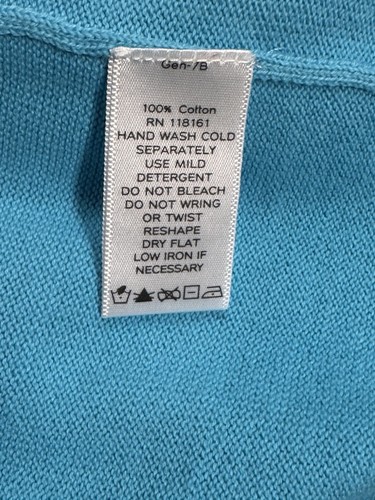 Gen-7B
100% Cotton
RN 118161
HAND WASH COLD
SEPARATELY
USE MILD
DETERGENT
DO NOT BLEACH
DO NOT WRING
OR TWIST
RESHAPE
DRY FLAT
LOW IRON IF
NECESSARY